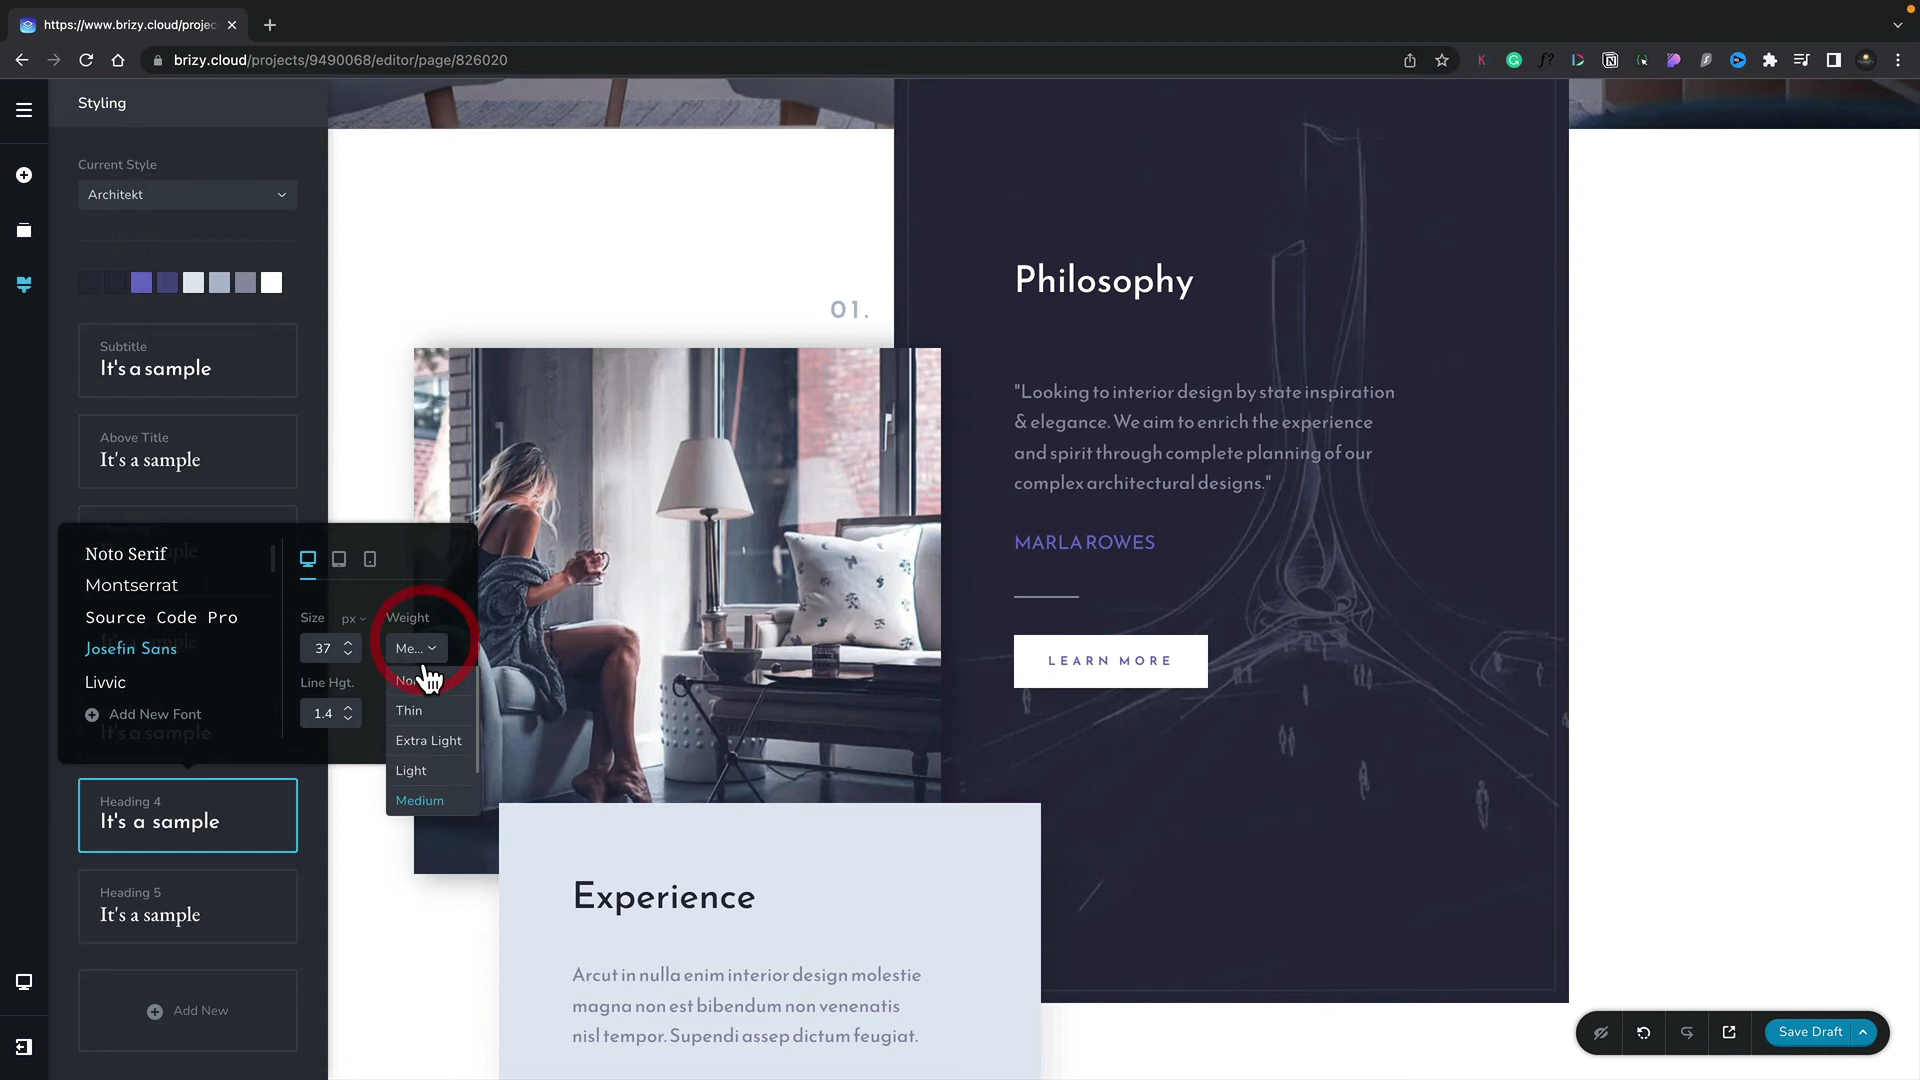 https://www.brizy.cloud/projec
brizy.cloud/projects/9490068/editor/page/826020
Styling
Current Style
Architekt
Subtitle
It's a sample
Above Title
It's a sample
Noto Serif
Montserrat
Source Code Pro
Josefin Sans
Livvic
Add New Font
Size
px
Weight
37
Me...
Line Hgt.
1.4
Thin
Extra Light
Light
Medium
Heading 4
It's a sample
Heading 5
It's a sample
Add New
01.
Philosophy
"Looking to interior design by state inspiration
& elegance. We aim to enrich the experience
and spirit through complete planning of our
complex architectural designs."
MARLA ROWES
LEARN MORE
Experience
Arcut in nulla enim interior design molestie
magna non est bibendum non venenatis
nisl tempor. Supendi assep dictum feugiat.
Save Draft